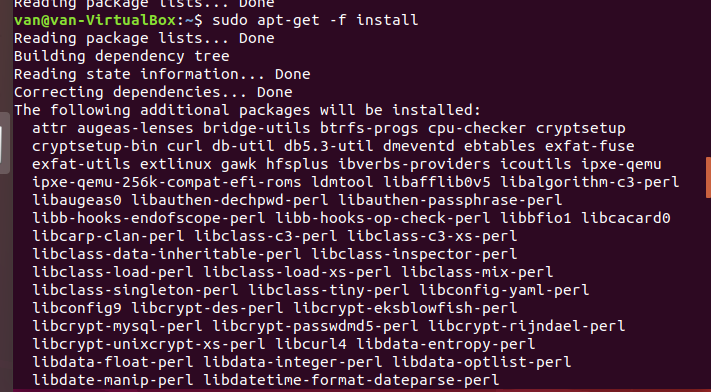 Reading package lists... Done
van@van-VirtualBox:~$ sudo apt-get -f install
Reading package lists... Done
Building dependency tree
Reading state information... Done
Correcting dependencies... Done
The following additional packages will be installed:
attr augeas-lenses bridge-utils btrfs-progs cpu-checker cryptsetup
cryptsetup-bin curl db-util db5.3-util dmeventd ebtables exfat-fuse
exfat-utils extlinux gawk hfsplus ibverbs-providers icoutils ipxe-qemu
ipxe-qemu-256k-compat-efi-roms ldmtool libafflib0v5 libalgorithm-c3-perl
libaugeas0 libauthen-dechpwd-perl libauthen-passphrase-perl
libb-hooks-endofscope-perl libb-hooks-op-check-perl libbfio1 libcacard0
libcarp-clan-perl libclass-c3-perl libclass-c3-xs-perl
libclass-data-inheritable-perl libclass-inspector-perl
libclass-load-perl libclass-load-xs-perl libclass-mix-perl
libclass-singleton-perl libclass-tiny-perl libconfig-yaml-perl
libconfig9 libcrypt-des-perl libcrypt-eksblowfish-perl
libcrypt-mysql-perl libcrypt-passwdmd5-perl libcrypt-rijndael-perl
libcrypt-unixcrypt-xs-perl libcurl4 libdata-entropy-perl
libdata-float-perl libdata-integer-perl libdata-optlist-perl
libdate-manip-perl libdatetime-format-dateparse-perl